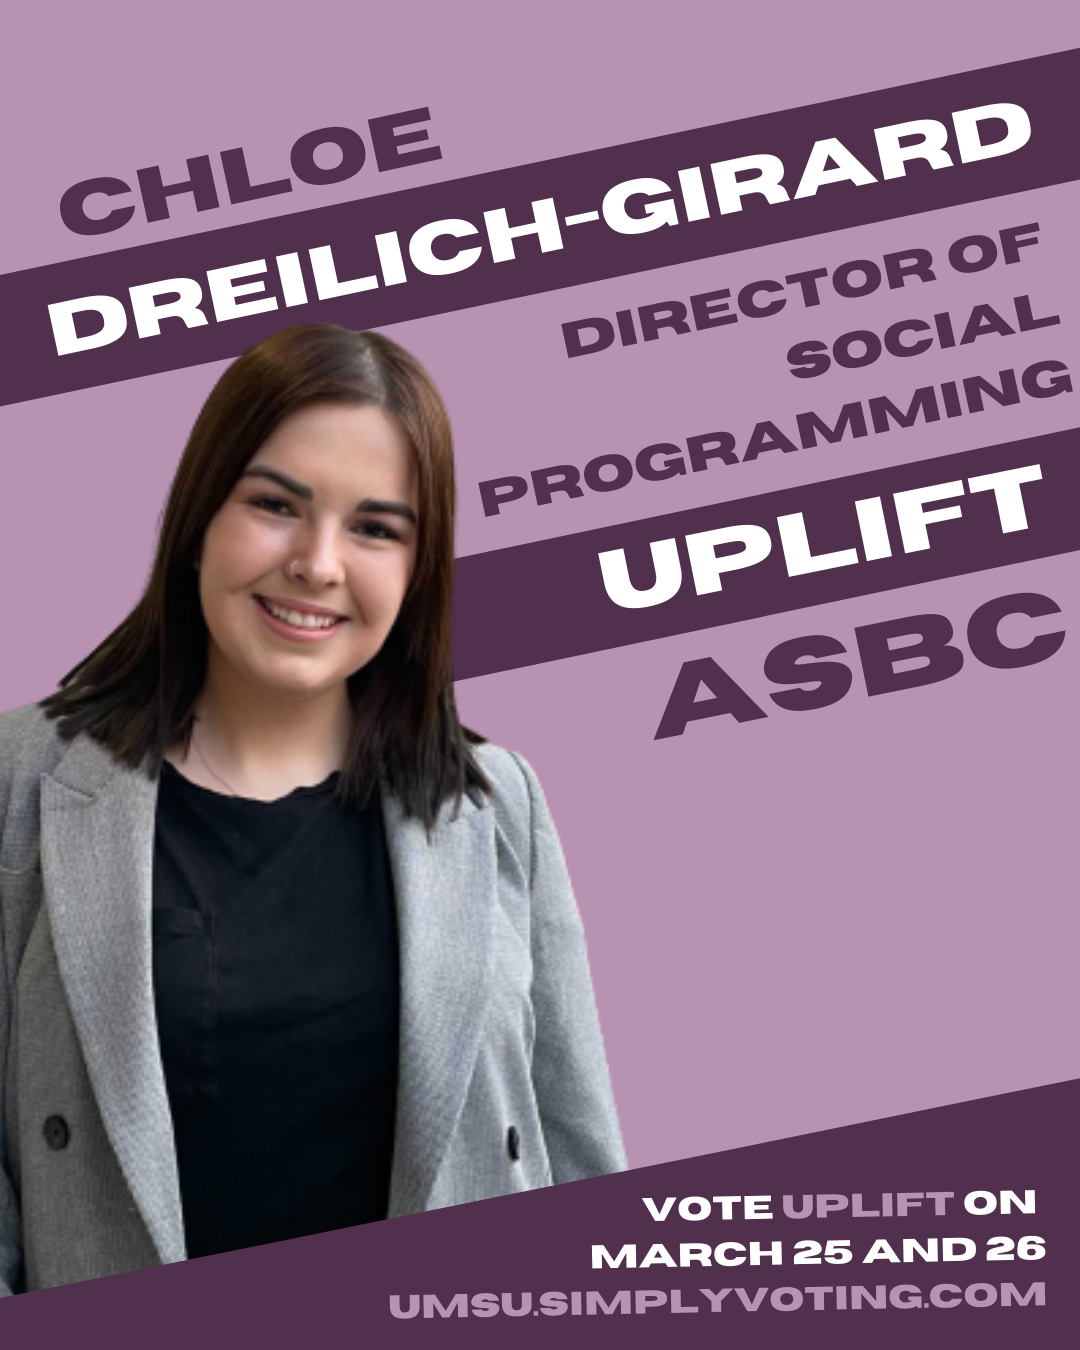 CHLOE
DREILICH-GIRARD
DIRECTOR OF
SOCIAL
PROGRAMMING
UPLIFT
ASBC
VOTE UPLIFT ON
MARCH 25 AND 26
UMSU.SIMPLYVOTING.COM